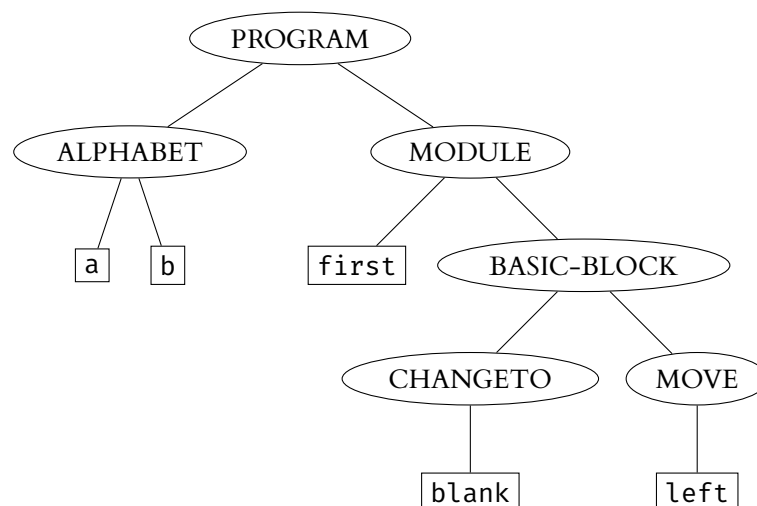 PROGRAM
ALPHABET MODULE
a b first BASIC-BLOCK
CHANGETO MOVE
blank left